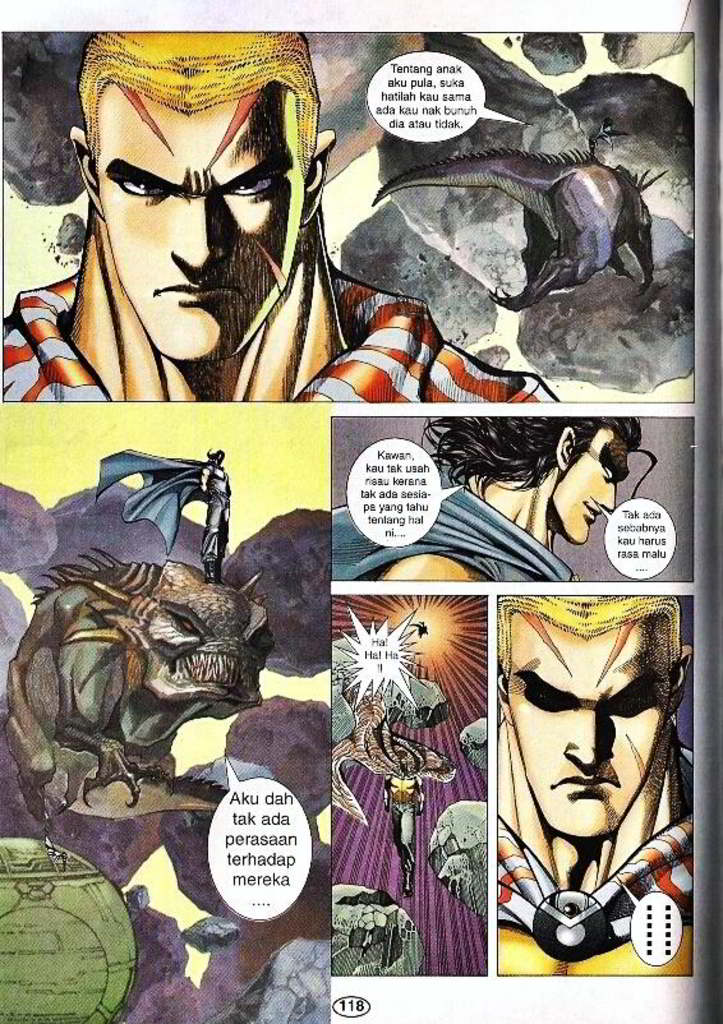 Tentang anak
aku pula, suka
hatilah kau sama
ada kau nak bunuh
dia atau tidak.
Kawan,
kau tak usah
risau kerana
tak ada sesia-
pa yang tahu
tentang hal
ni....
Tak ada
sebabnya
kau harus
rasa malu
....
Aku dah
tak ada
perasaan
terhadap
mereka
....
Ha!
Ha! Ha
!!
118